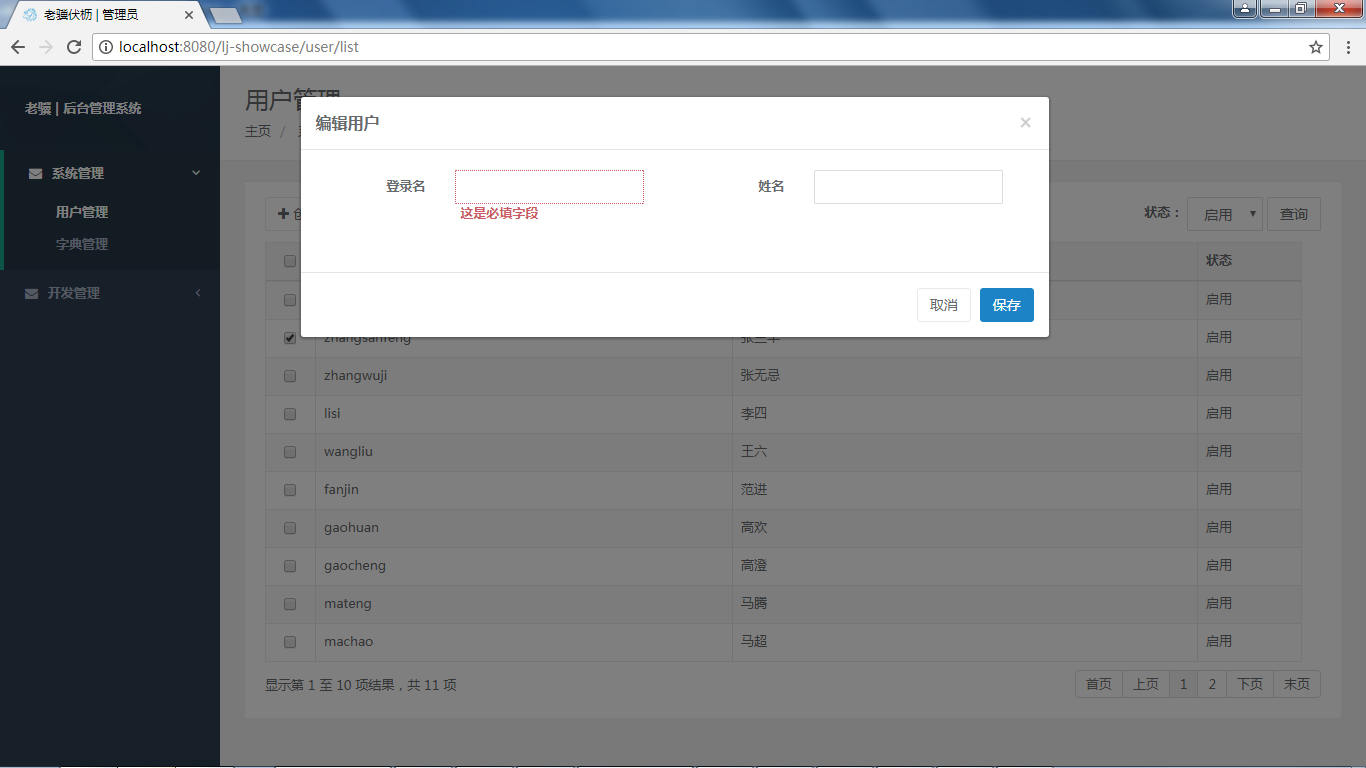 老骥伏枥 | 管理员
localhost:8080/lj-showcase/user/list
老骥 | 后台管理系统
系统管理
用户管理
字典管理
开发管理
用户管理
主页 /
编辑用户 ×
登录名
姓名
这是必填字段
取消 保存
状态： 启用 查询
状态
启用
zhangsanfeng 启用
zhangwuji 张无忌 启用
lisi 李四 启用
wangliu 王六 启用
fanjin 范进 启用
gaohuan 高欢 启用
gaocheng 高澄 启用
mateng 马腾 启用
machao 马超 启用
显示第 1 至 10 项结果，共 11 项
首页 上页 1 2 下页 末页